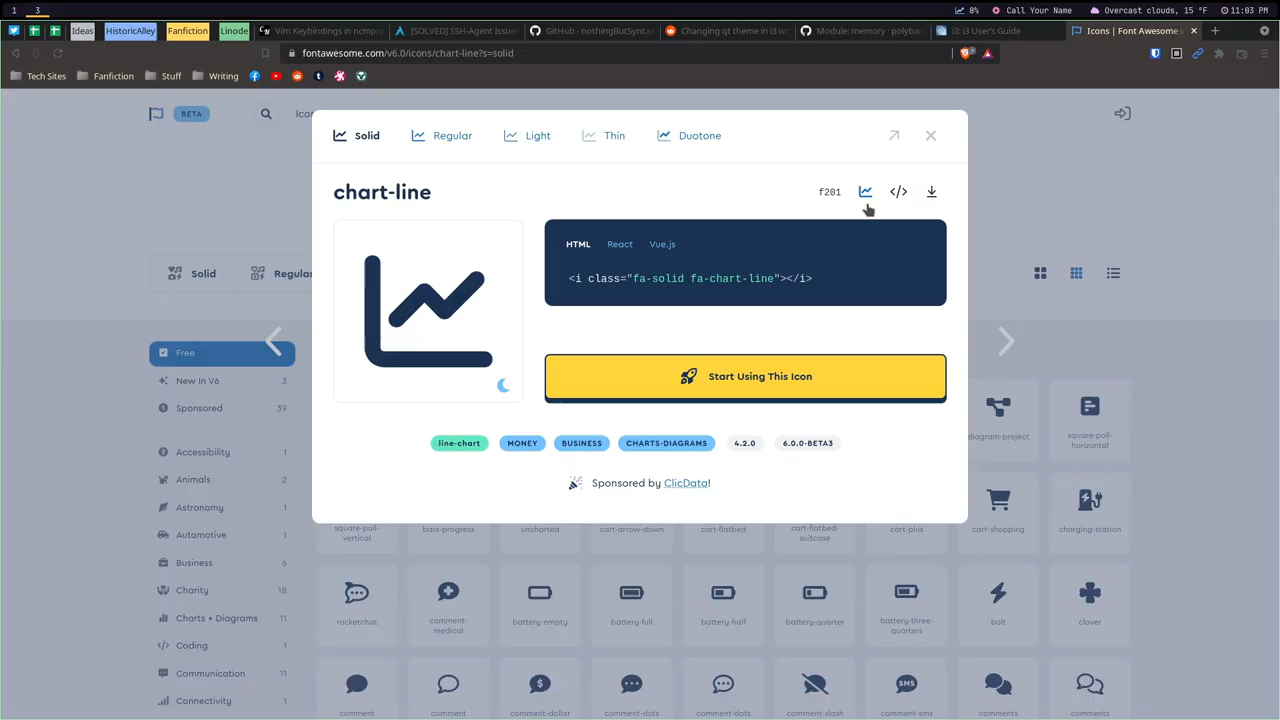 1 3 8% Call Your Name Overcast clouds, 15 °F 11:03 PM
Ideas HistoricAlley Fanfiction Linode Vim Keybindings in ncmpc [SOLVED] SSH-Agent Issue GitHub - nothingButSynta Changing qt theme in i3 w Module: memory · polyba i3: i3 User's Guide Icons | Font Awesome
fontawesome.com/v6.0/icons/chart-line?s=solid
Tech Sites Fanfiction Stuff Writing
BETA
Solid Regular Light Thin Duotone
chart-line
f201
HTML React Vue.js
<i class="fa-solid fa-chart-line"></i>
Start Using This Icon
line-chart MONEY BUSINESS CHARTS-DIAGRAMS 4.2.0 6.0.0-BETA3
Sponsored by ClicData!
Solid Regular
Free
New In V6 3
Sponsored 39
Accessibility 1
Animals 2
Astronomy 1
Automotive 1
Business 6
Charity 18
Charts + Diagrams 11
Coding 1
Communication 11
Connectivity 1
diagram-project
square-poll-
horizontal
square-poll-
vertical
bars-progress
uncharted
cart-arrow-down
cart-flatbed
cart-flatbed-
suitcase
cart-plus
cart-shopping
charging-station
rocketchat
comment-
medical
battery-empty
battery-full
battery-half
battery-quarter
battery-three-
quarters
bolt
clover
SMS
comment
comment
comment-dollar
comment-dots
comment-dots
comment-slash
comment-sms
comments
comments